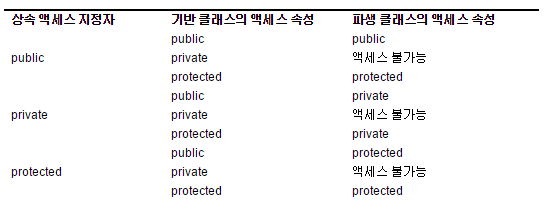 상속 액세스 지정자 기반 클래스의 액세스 속성 파생 클래스의 액세스 속성
public public
public private 액세스 불가능
protected protected
public private
private private 액세스 불가능
protected private
public protected
protected private 액세스 불가능
protected protected